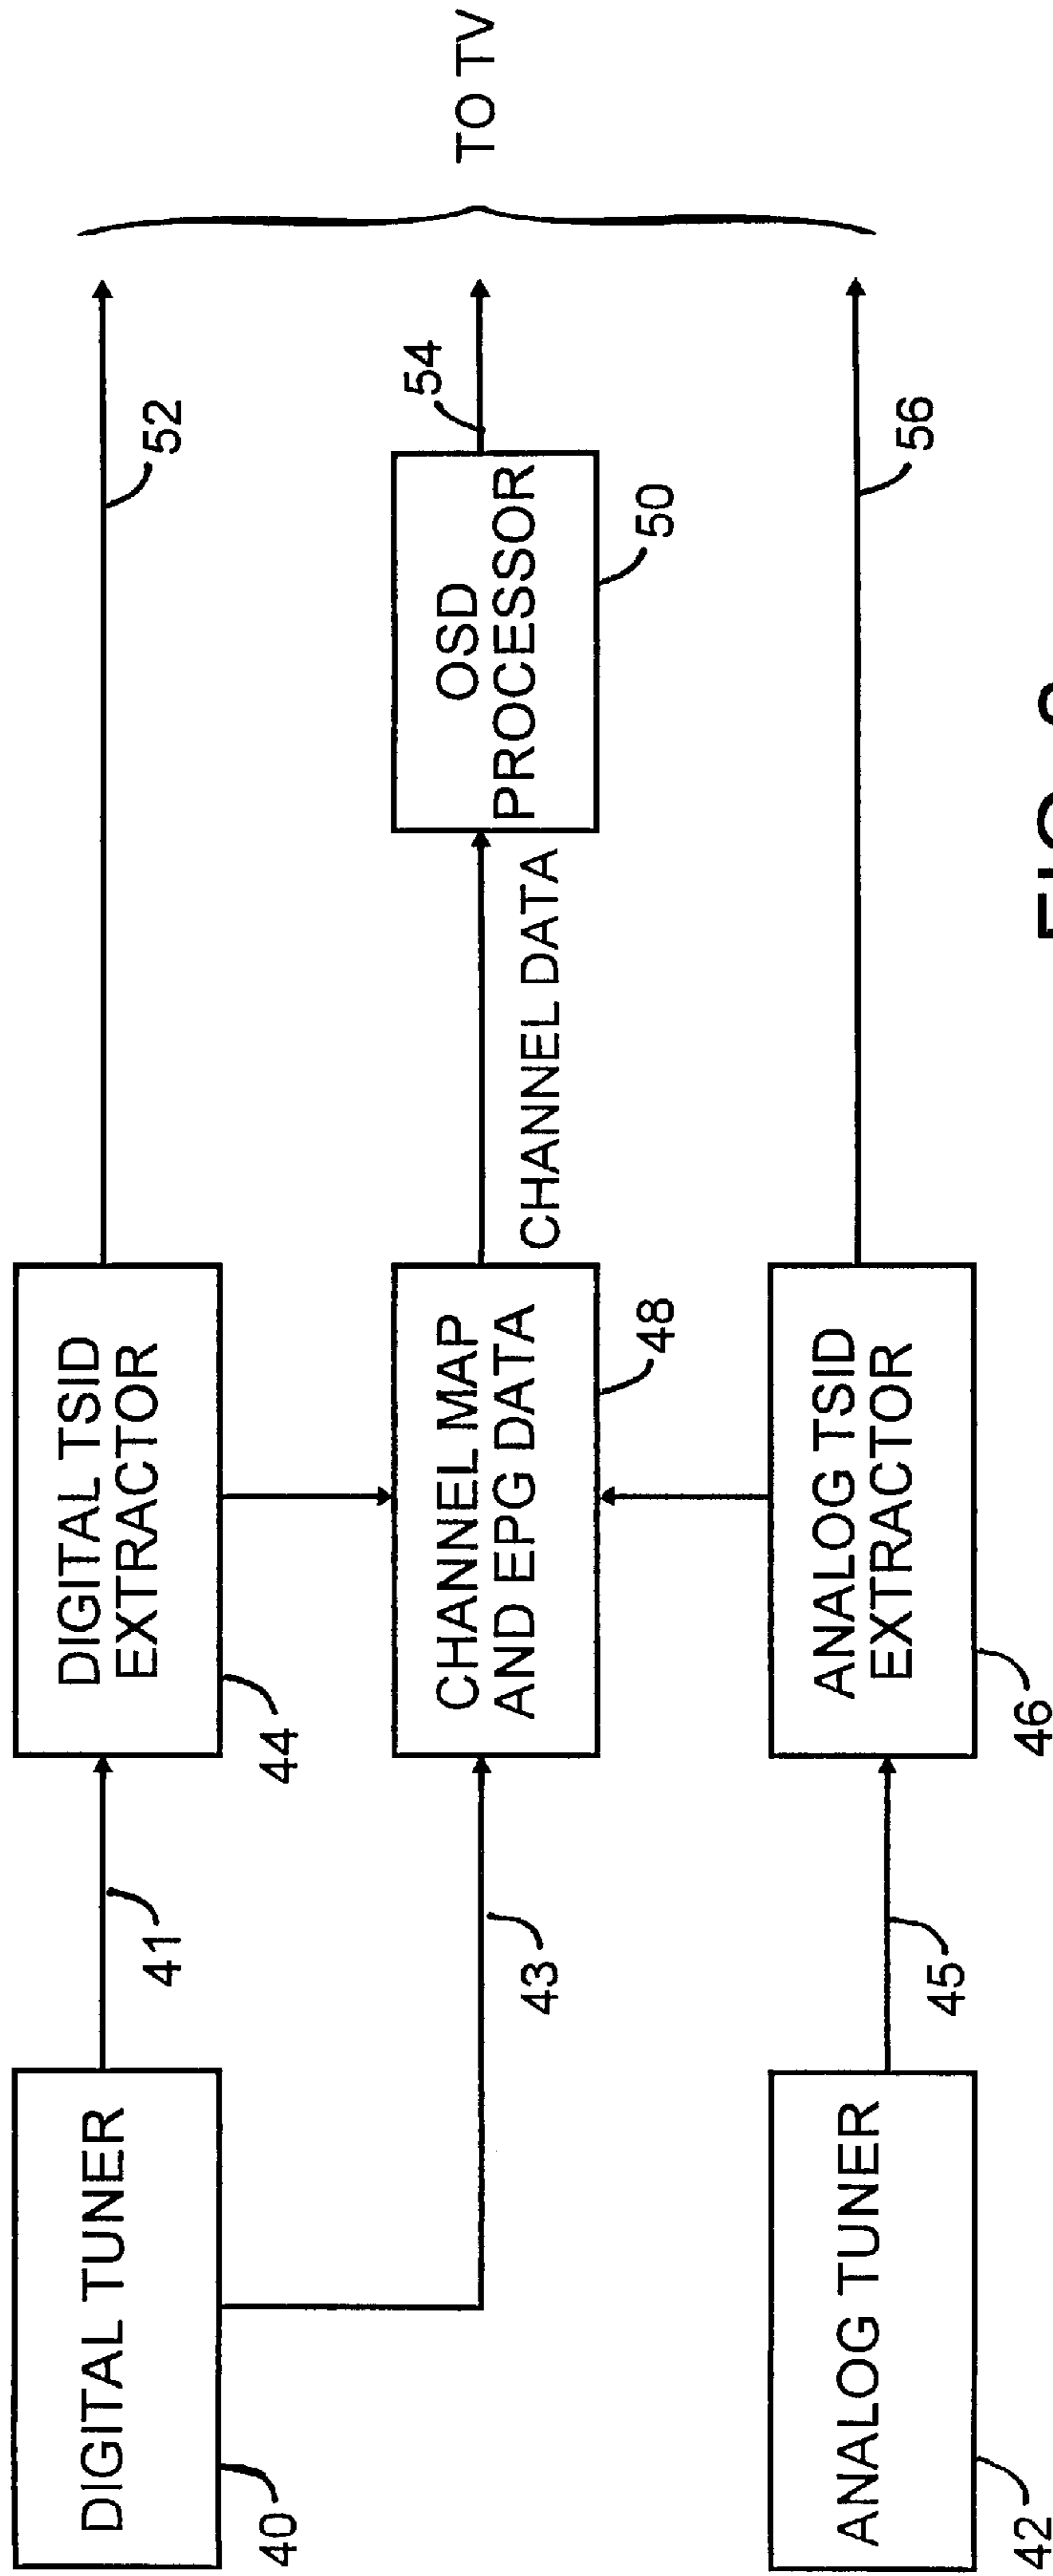 DIGITAL TUNER
40
41
DIGITAL TSID
EXTRACTOR
44
52
43
CHANNEL MAP
AND EPG DATA
48
CHANNEL DATA
OSD
PROCESSOR
50
54
TO TV
ANALOG TUNER
42
45
ANALOG TSID
EXTRACTOR
46
56